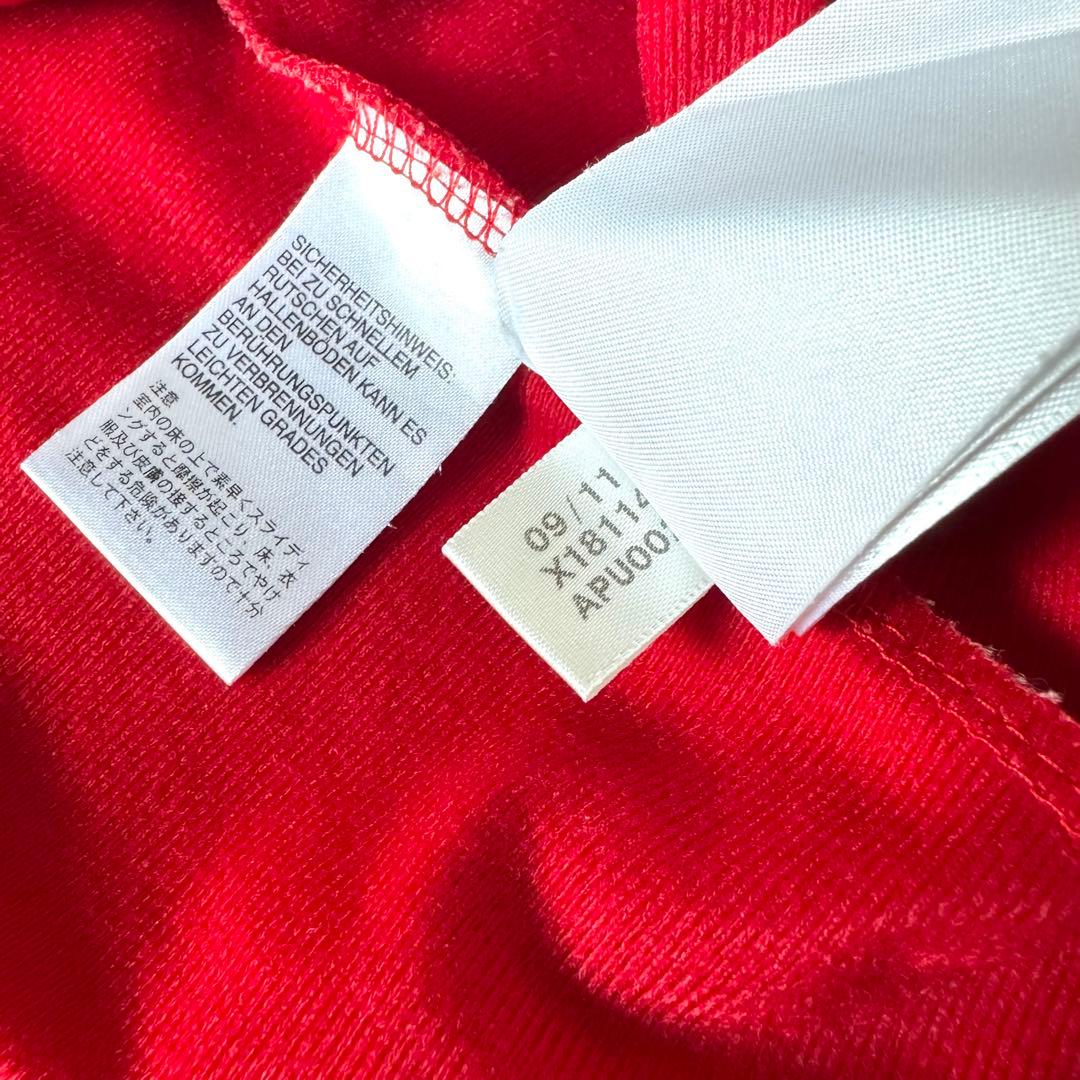 SICHERHEITSHINWEIS:
BEI ZU SCHNELLEM
RUTSCHEN AUF
HALLENBÖDEN KANN ES
AN DEN
BERÜHRUNGSPUNKTEN
ZU VERBRENNUNGEN
LEICHTEN GRADES
KOMMEN.
注意
室内の床の上で素早くスライディ
ングすると摩擦が起こり、床、衣
服及び皮膚の接するところでやけ
どをする危険がありますので十分
注意して下さい。
09/11
X18112
APU00